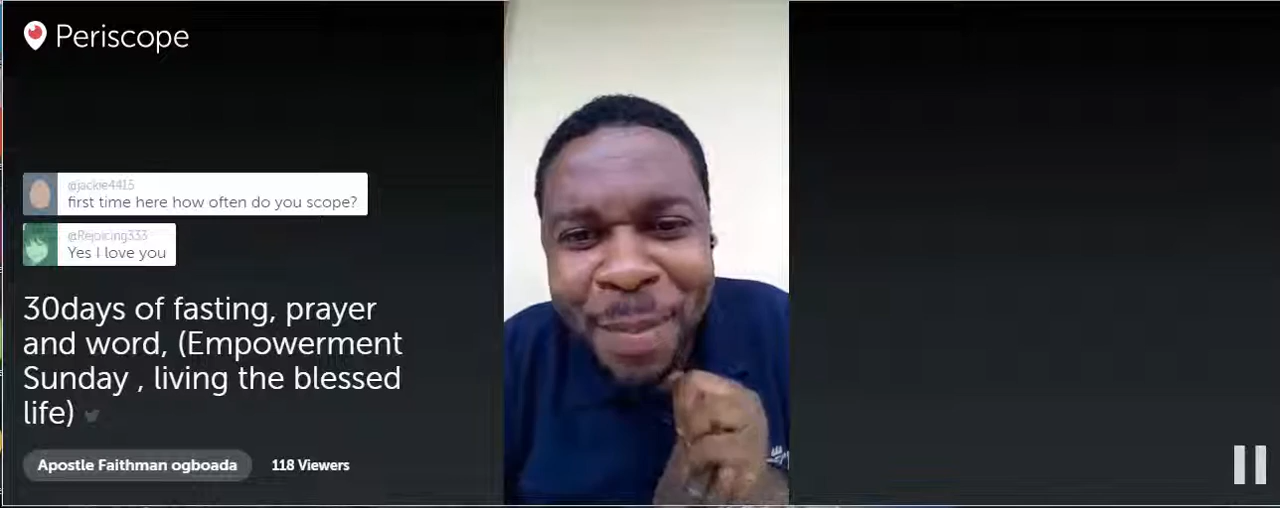 Periscope
@jackie4415
first time here how often do you scope?
@Rejoicing333
Yes I love you
30days of fasting, prayer
and word, (Empowerment
Sunday , living the blessed
life)
Apostle Faithman ogboada
118 Viewers